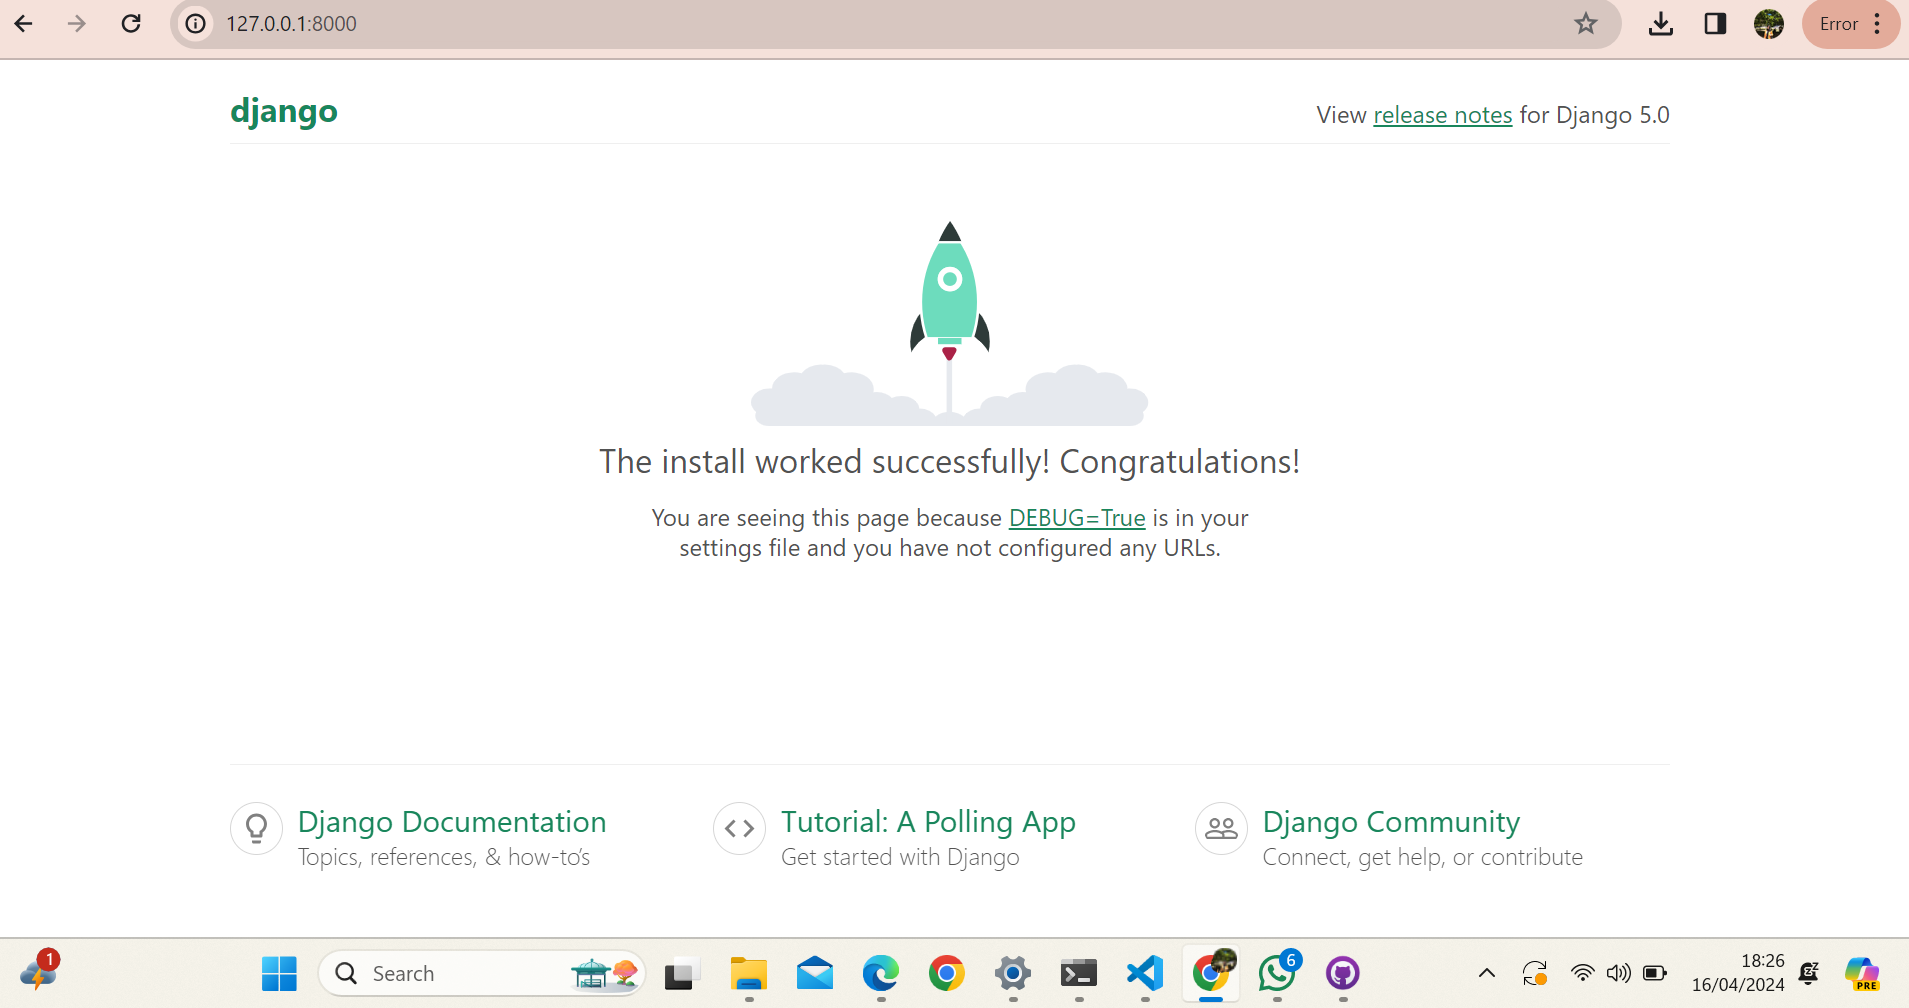 127.0.0.1:8000
Error
django
View release notes for Django 5.0
The install worked successfully! Congratulations!
You are seeing this page because DEBUG=True is in your
settings file and you have not configured any URLs.
Django Documentation
Topics, references, & how-to's
Tutorial: A Polling App
Get started with Django
Django Community
Connect, get help, or contribute
1
Search
6
18:26
16/04/2024
PRE